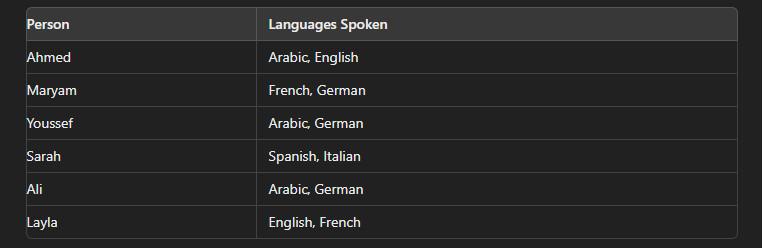 Person Languages Spoken
Ahmed Arabic, English
Maryam French, German
Youssef Arabic, German
Sarah Spanish, Italian
Ali Arabic, German
Layla English, French